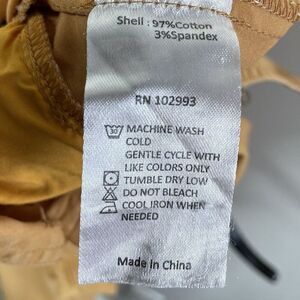 Shell : 97%Cotton
3%Spandex
RN 102993
MACHINE WASH
COLD
GENTLE CYCLE WITH
LIKE COLORS ONLY
TUMBLE DRY LOW
DO NOT BLEACH
COOL IRON WHEN
NEEDED
Made in China